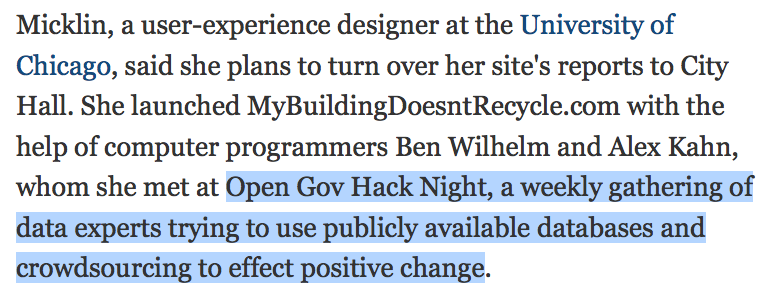 Micklin, a user-experience designer at the University of
Chicago, said she plans to turn over her site's reports to City
Hall. She launched MyBuildingDoesntRecycle.com with the
help of computer programmers Ben Wilhelm and Alex Kahn,
whom she met at Open Gov Hack Night, a weekly gathering of
data experts trying to use publicly available databases and
crowdsourcing to effect positive change.